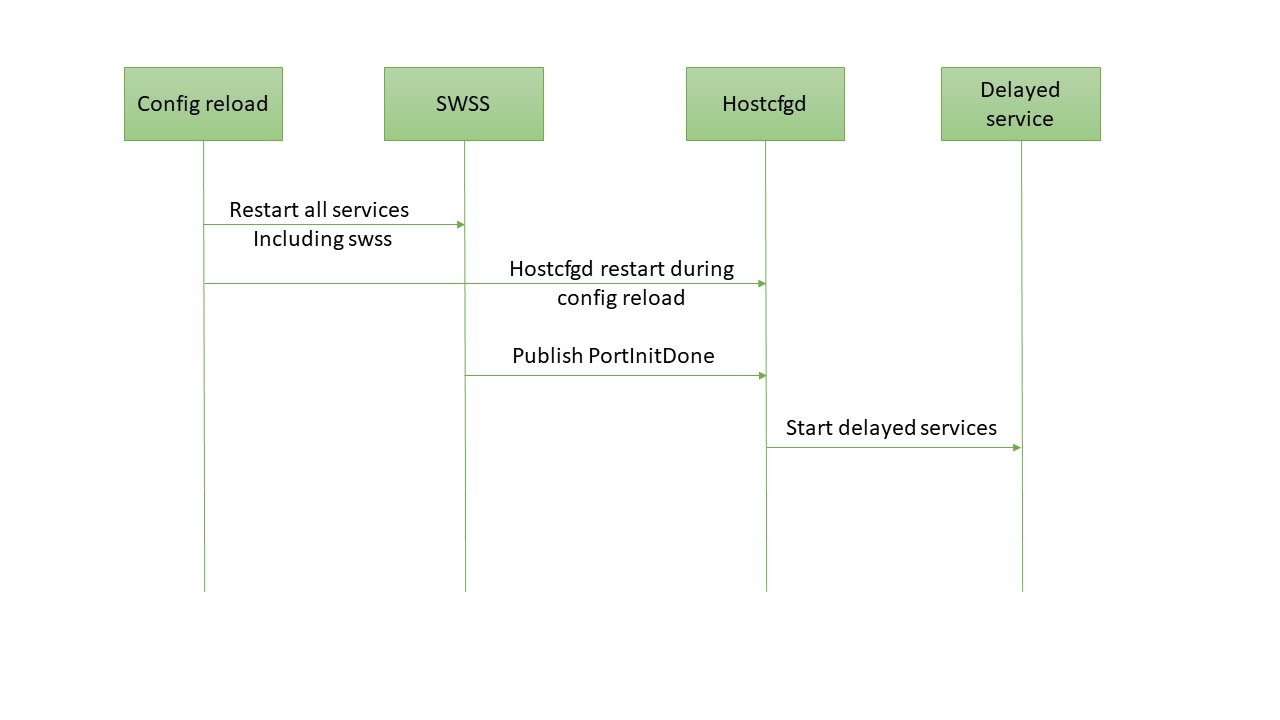 Config reload
SWSS
Hostcfgd
Delayed
service
Restart all services
Including swss
Hostcfgd restart during
config reload
Publish PortInitDone
Start delayed services